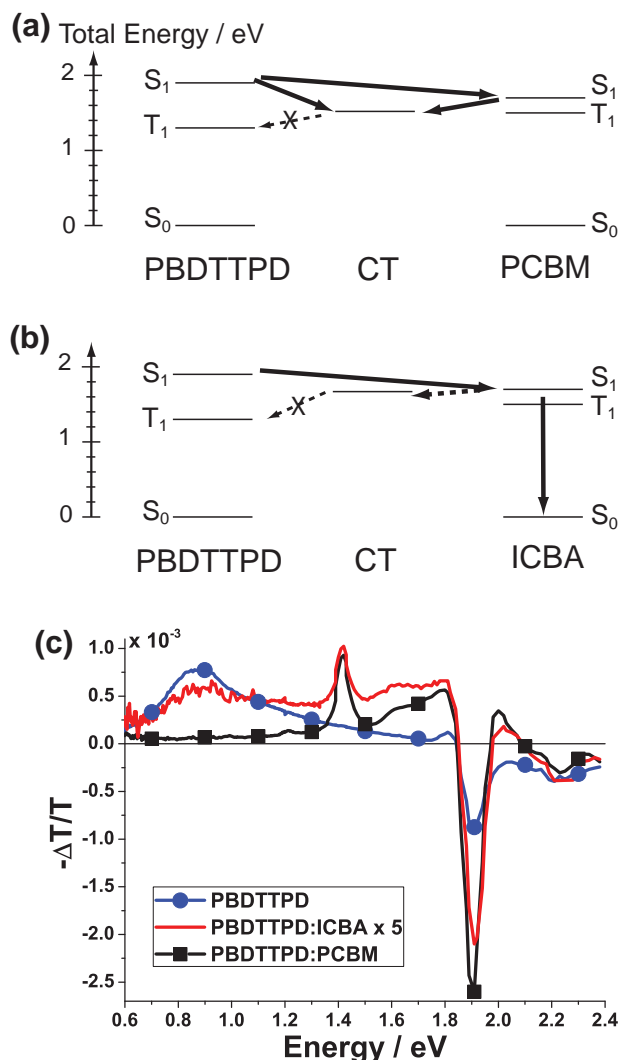 (a)
Total Energy / eV
2
1
0
S₁
T₁
S₀
X
S₁
T₁
S₀
PBDTTPD CT PCBM
(b)
2
1
0
S₁
T₁
S₀
X
S₁
T₁
S₀
PBDTTPD CT ICBA
(c)
x 10⁻³
1.0
0.5
0.0
-0.5
-1.0
-1.5
-2.0
-2.5
-ΔT/T
PBDTTPD
PBDTTPD:ICBA x 5
PBDTTPD:PCBM
0.6 0.8 1.0 1.2 1.4 1.6 1.8 2.0 2.2 2.4
Energy / eV